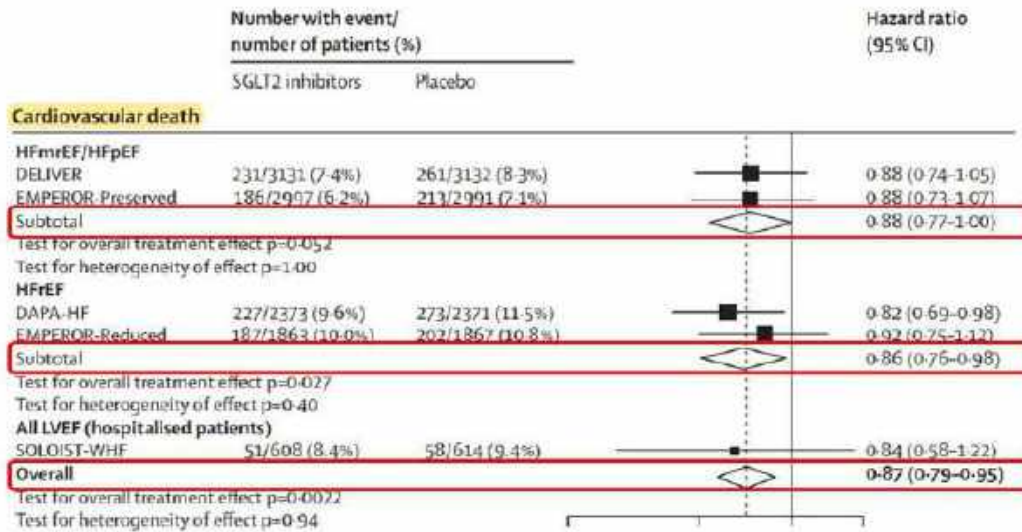 Number with event/ Hazard ratio
number of patients (%) (95% CI)
SGLT2 inhibitors Placebo
Cardiovascular death
HFmrEF/HFpEF
DELIVER 231/3131 (7·4%) 261/3132 (8·3%) 0·88 (0·74–1·05)
EMPEROR-Preserved 186/2997 (6·2%) 213/2991 (7·1%) 0·88 (0·73–1·07)
Subtotal 0·88 (0·77–1·00)
Test for overall treatment effect p=0·052
Test for heterogeneity of effect p=1·00
HFrEF
DAPA-HF 227/2373 (9·6%) 273/2371 (11·5%) 0·82 (0·69–0·98)
EMPEROR-Reduced 187/1863 (10·0%) 202/1867 (10·8%) 0·92 (0·75–1·12)
Subtotal 0·86 (0·76–0·98)
Test for overall treatment effect p=0·027
Test for heterogeneity of effect p=0·40
All LVEF (hospitalised patients)
SOLOIST-WHF 51/608 (8·4%) 58/614 (9·4%) 0·84 (0·58–1·22)
Overall 0·87 (0·79–0·95)
Test for overall treatment effect p=0·0022
Test for heterogeneity of effect p=0·94